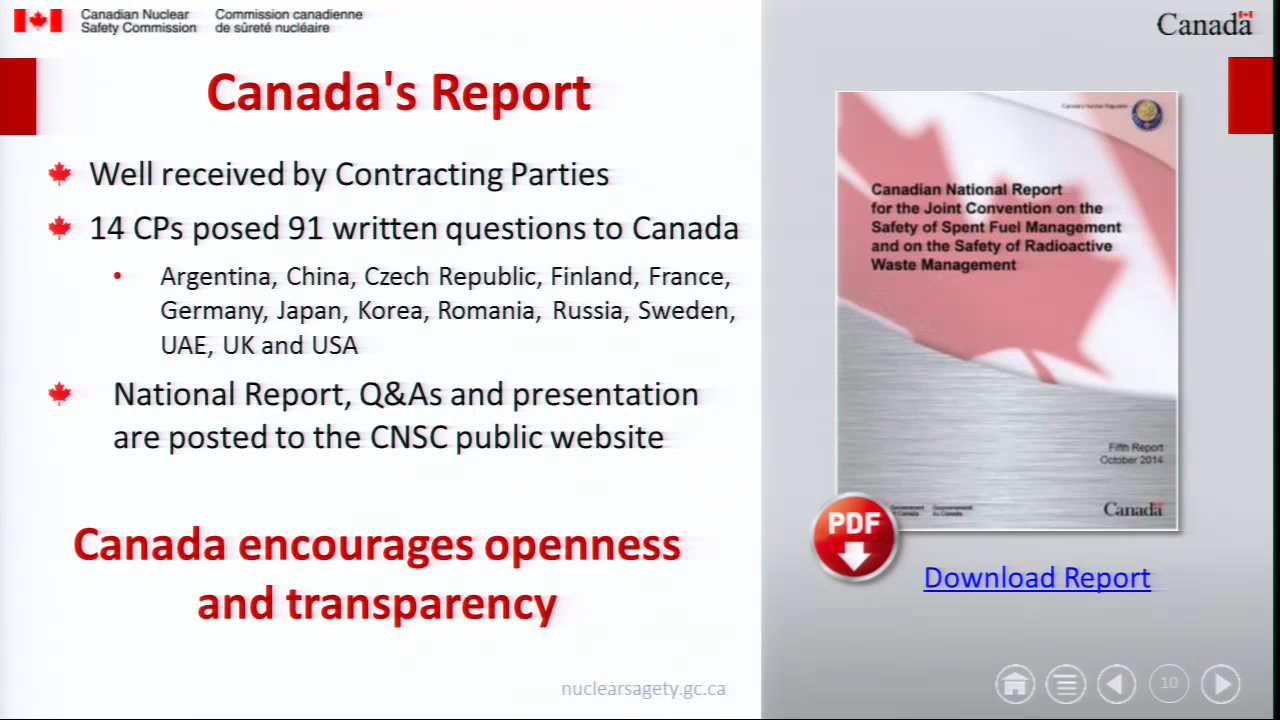 Canadian Nuclear Safety Commission
Commission canadienne de sûreté nucléaire
Canada
Canada's Report
Well received by Contracting Parties
14 CPs posed 91 written questions to Canada
• Argentina, China, Czech Republic, Finland, France,
Germany, Japan, Korea, Romania, Russia, Sweden,
UAE, UK and USA
National Report, Q&As and presentation
are posted to the CNSC public website
Canada encourages openness
and transparency
nuclearsagety.gc.ca
Canadian National Report
for the Joint Convention on the
Safety of Spent Fuel Management
and on the Safety of Radioactive
Waste Management
Fifth Report
October 2014
Canada
PDF
Download Report
10